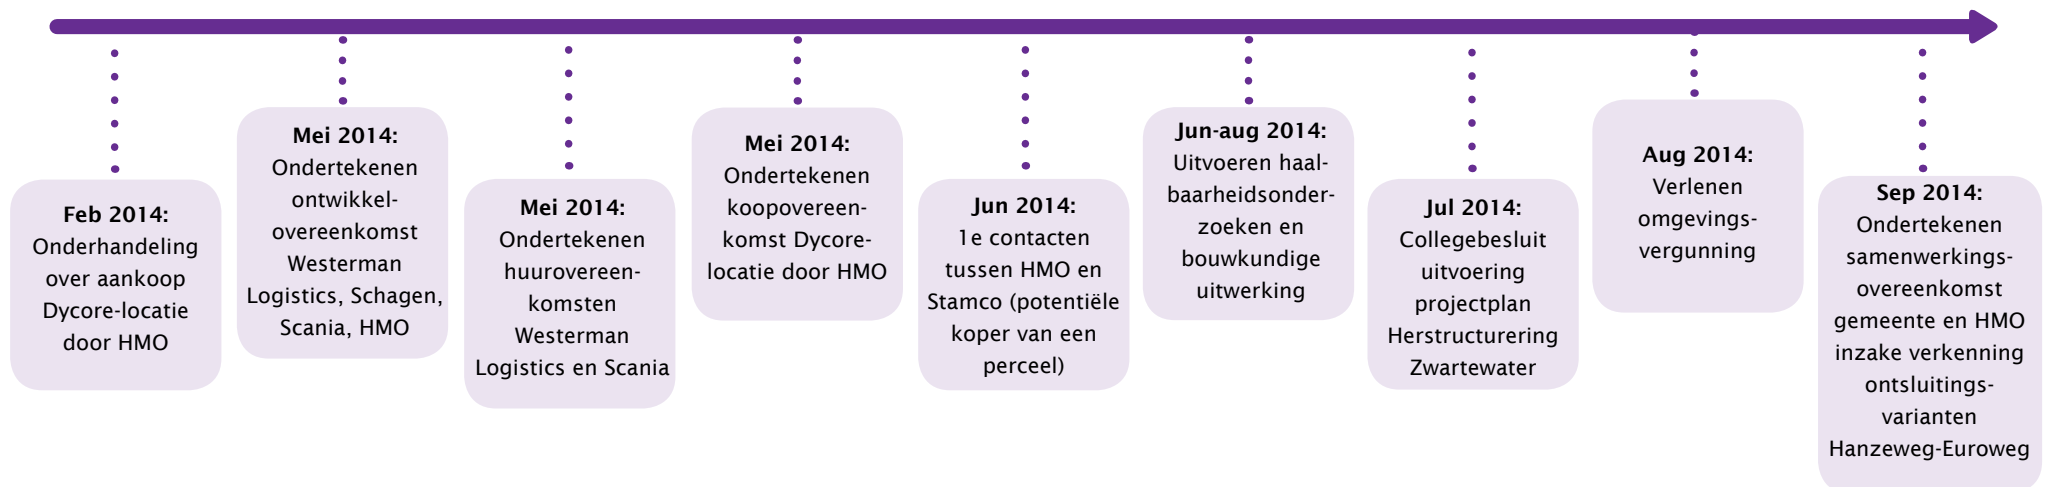 Feb 2014:
Onderhandeling
over aankoop
Dycore-locatie
door HMO
Mei 2014:
Ondertekenen
ontwikkel-
overeenkomst
Westerman
Logistics, Schagen,
Scania, HMO
Mei 2014:
Ondertekenen
huurovereen-
komsten
Westerman
Logistics en Scania
Mei 2014:
Ondertekenen
koopovereen-
komst Dycore-
locatie door HMO
Jun 2014:
1e contacten
tussen HMO en
Stamco (potentiële
koper van een
perceel)
Jun-aug 2014:
Uitvoeren haal-
baarheidsonder-
zoeken en
bouwkundige
uitwerking
Jul 2014:
Collegebesluit
uitvoering
projectplan
Herstructurering
Zwartewater
Aug 2014:
Verlenen
omgevings-
vergunning
Sep 2014:
Ondertekenen
samenwerkings-
overeenkomst
gemeente en HMO
inzake verkenning
ontsluitings-
varianten
Hanzeweg-Euroweg